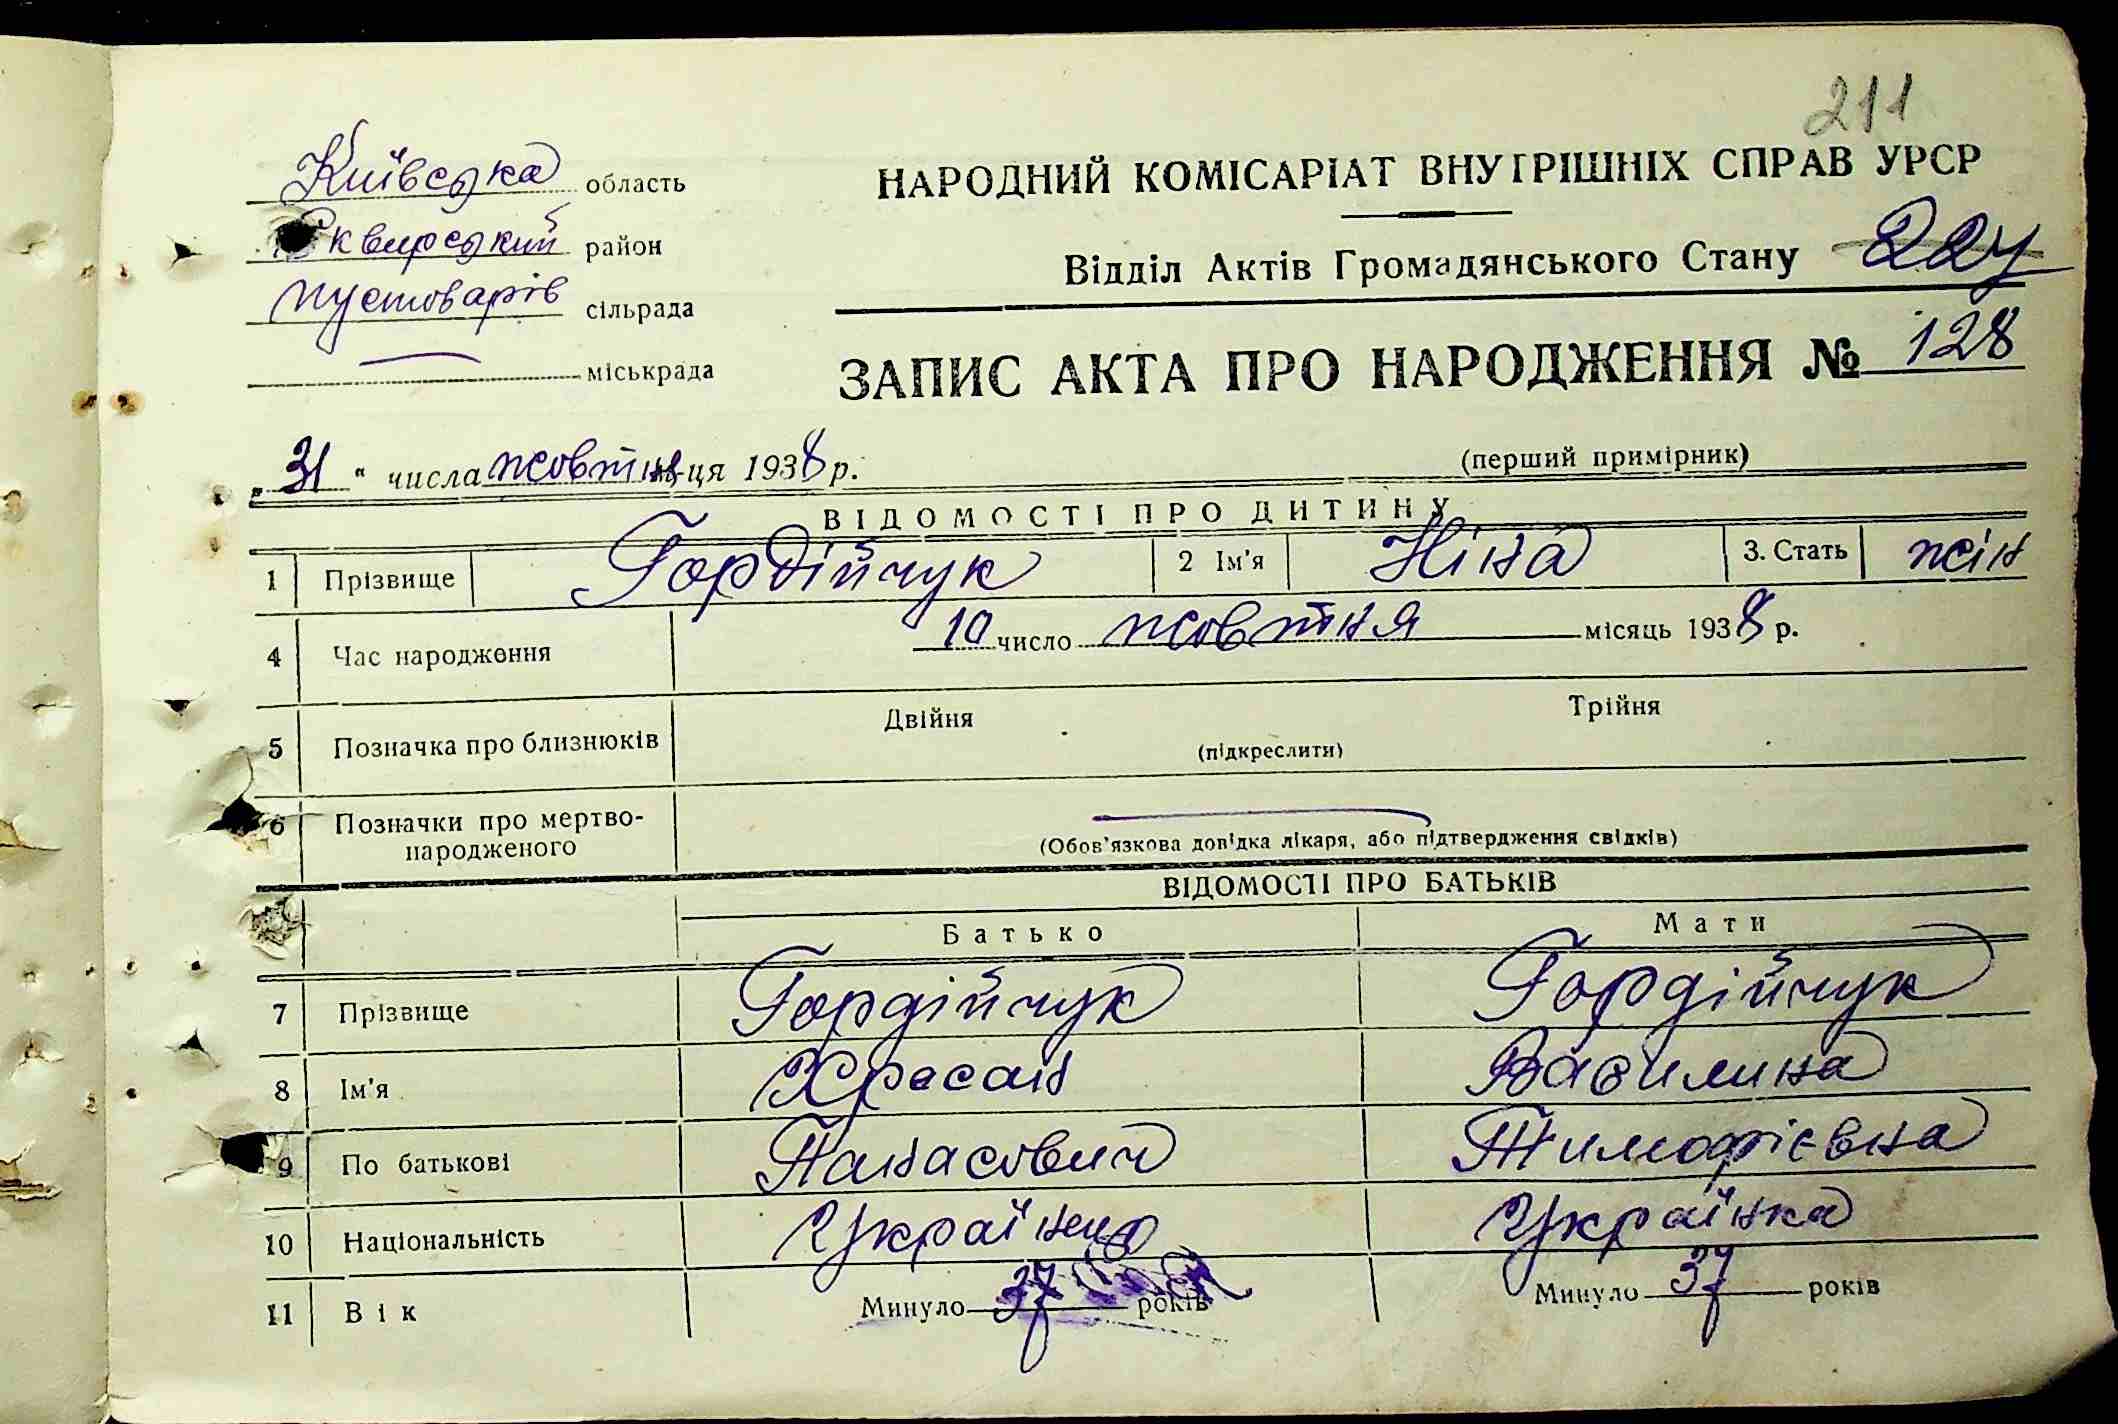 211
Київська область
НАРОДНИЙ КОМІСАРІАТ ВНУТРІШНІХ СПРАВ УРСР
Сквирський район
Відділ Актів Громадянського Стану 227
Пустоварів сільрада
міськрада
ЗАПИС АКТА ПРО НАРОДЖЕННЯ № 128
„31“ числа жовтня м-ця 1938 р.
(перший примірник)
ВІДОМОСТІ ПРО ДИТИНУ
1 Прізвище Гордійчук 2 Ім'я Ніна 3. Стать жін
4 Час народження 10 число жовтня місяць 1938 р.
5 Позначка про близнюків Двійня Трійня
(підкреслити)
6 Позначки про мертво-
народженого
(Обов'язкова довідка лікаря, або підтвердження свідків)
ВІДОМОСТІ ПРО БАТЬКІВ
Батько Мати
7 Прізвище Гордійчук Гордійчук
8 Ім'я Василина
9 По батькові Панасович Тимофієвна
10 Національність Українец Українка
11 Вік Минуло 37 років Минуло 37 років